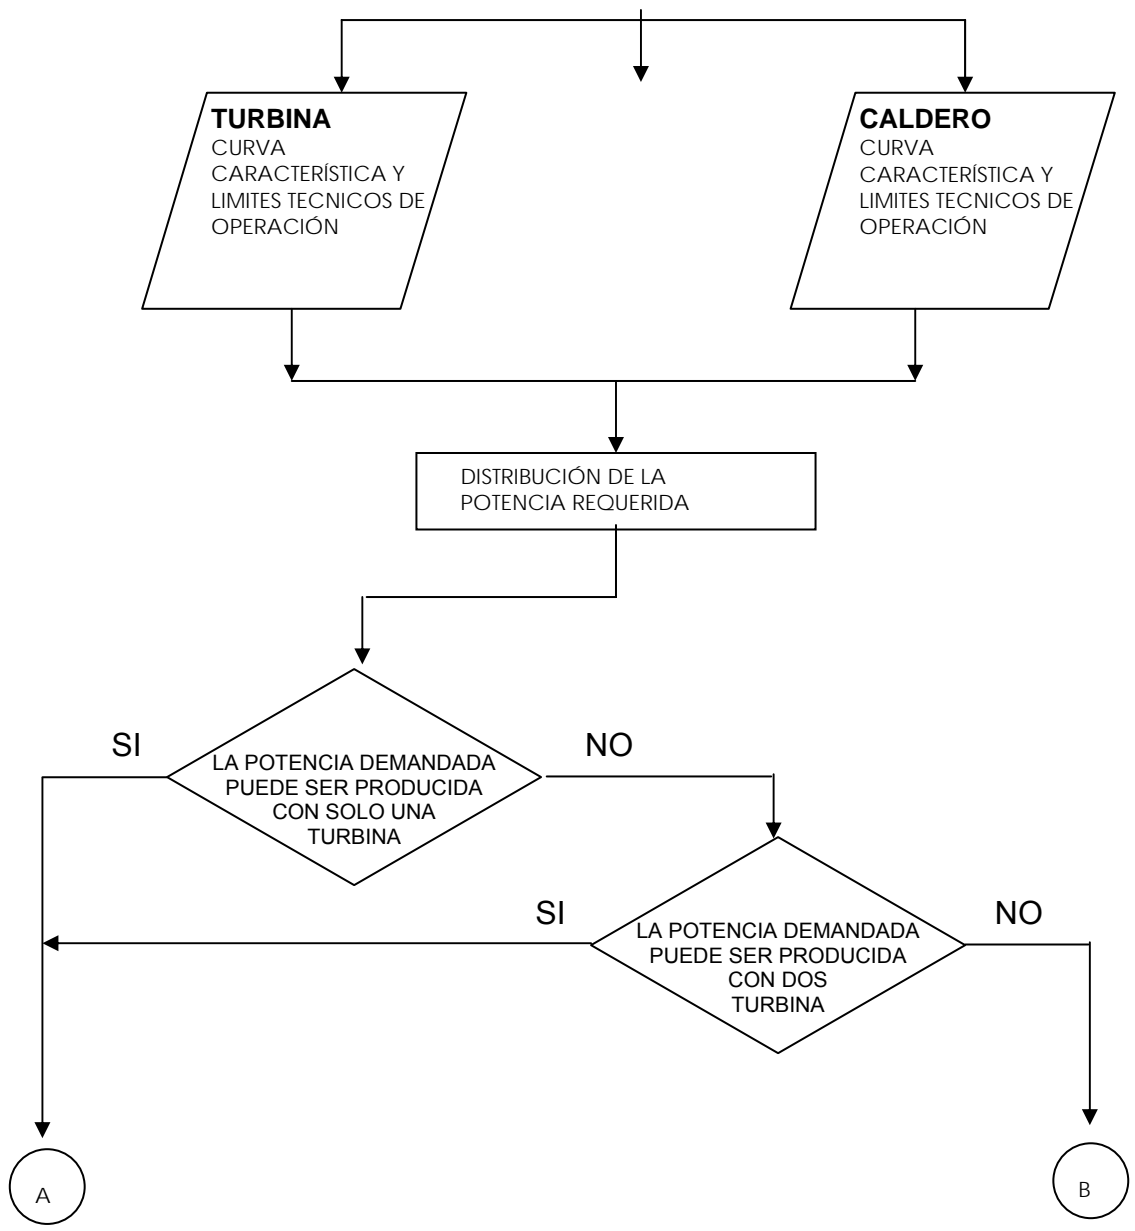 TURBINA
CURVA
CARACTERÍSTICA Y
LIMITES TECNICOS DE
OPERACIÓN
CALDERO
CURVA
CARACTERÍSTICA Y
LIMITES TECNICOS DE
OPERACIÓN
DISTRIBUCIÓN DE LA
POTENCIA REQUERIDA
SI
NO
LA POTENCIA DEMANDADA
PUEDE SER PRODUCIDA
CON SOLO UNA
TURBINA
SI
NO
LA POTENCIA DEMANDADA
PUEDE SER PRODUCIDA
CON DOS
TURBINA
A
B